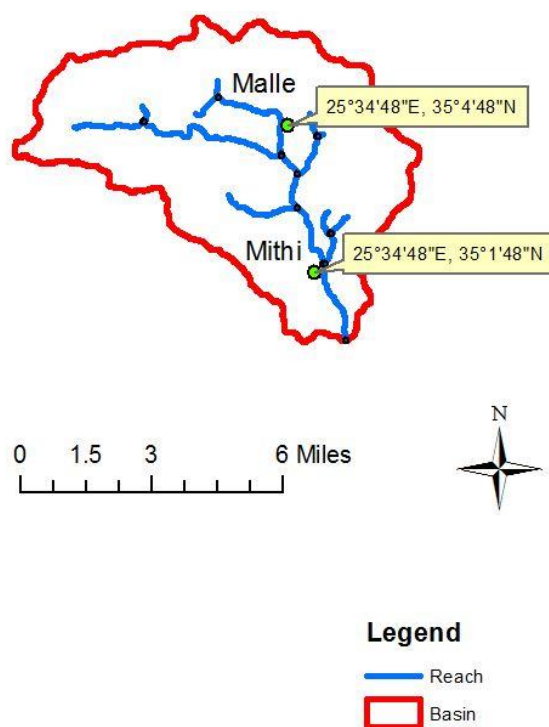 Malle
25°34'48"E, 35°4'48"N
Mithi
25°34'48"E, 35°1'48"N
N
0 1.5 3 6 Miles
Legend
Reach
Basin